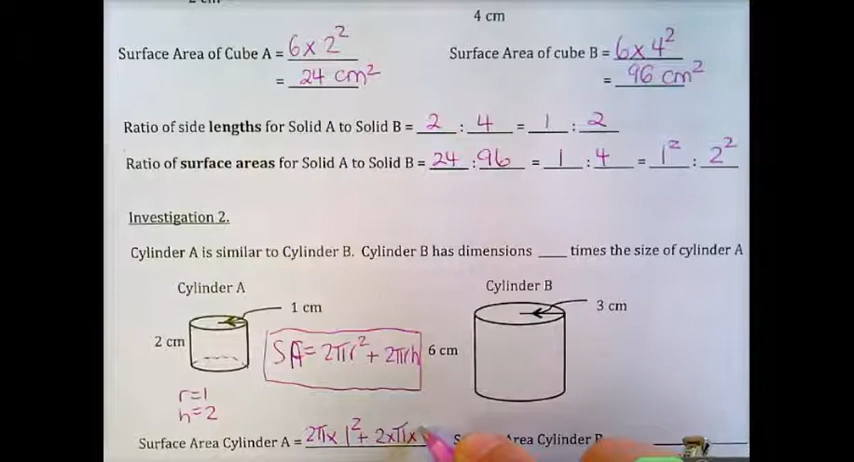 4 cm
Surface Area of Cube A = 6 x 2² Surface Area of cube B = 6 x 4²
= 24 cm² = 96 cm²
Ratio of side lengths for Solid A to Solid B = 2 : 4 = 1 : 2
Ratio of surface areas for Solid A to Solid B = 24 : 96 = 1 : 4 = 1² : 2²
Investigation 2.
Cylinder A is similar to Cylinder B. Cylinder B has dimensions ____ times the size of cylinder A
Cylinder A Cylinder B
1 cm 3 cm
2 cm SA = 2πr² + 2πrh 6 cm
r=1
h=2
Surface Area Cylinder A = 2π x 1² + 2xπx Area Cylinder